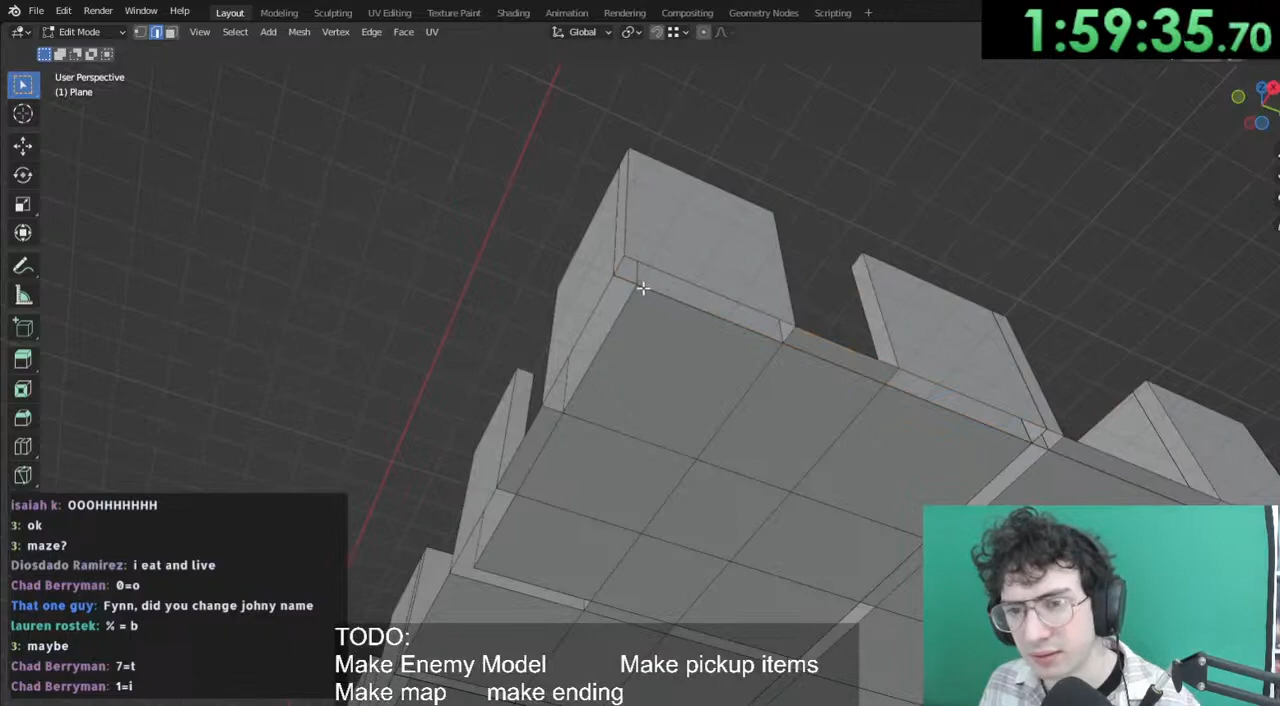 File Edit Render Window Help Layout Modeling Sculpting UV Editing Texture Paint Shading Animation Rendering Compositing Geometry Nodes Scripting +
1:59:35.70
Edit Mode View Select Add Mesh Vertex Edge Face UV Global
User Perspective
(1) Plane
isaiah k: OOOHHHHHHH
3: ok
3: maze?
Diosdado Ramirez: i eat and live
Chad Berryman: 0=o
That one guy: Fynn, did you change johny name
lauren rostek: % = b
3: maybe
Chad Berryman: 7=t
Chad Berryman: 1=i
TODO:
Make Enemy Model Make pickup items
Make map make ending